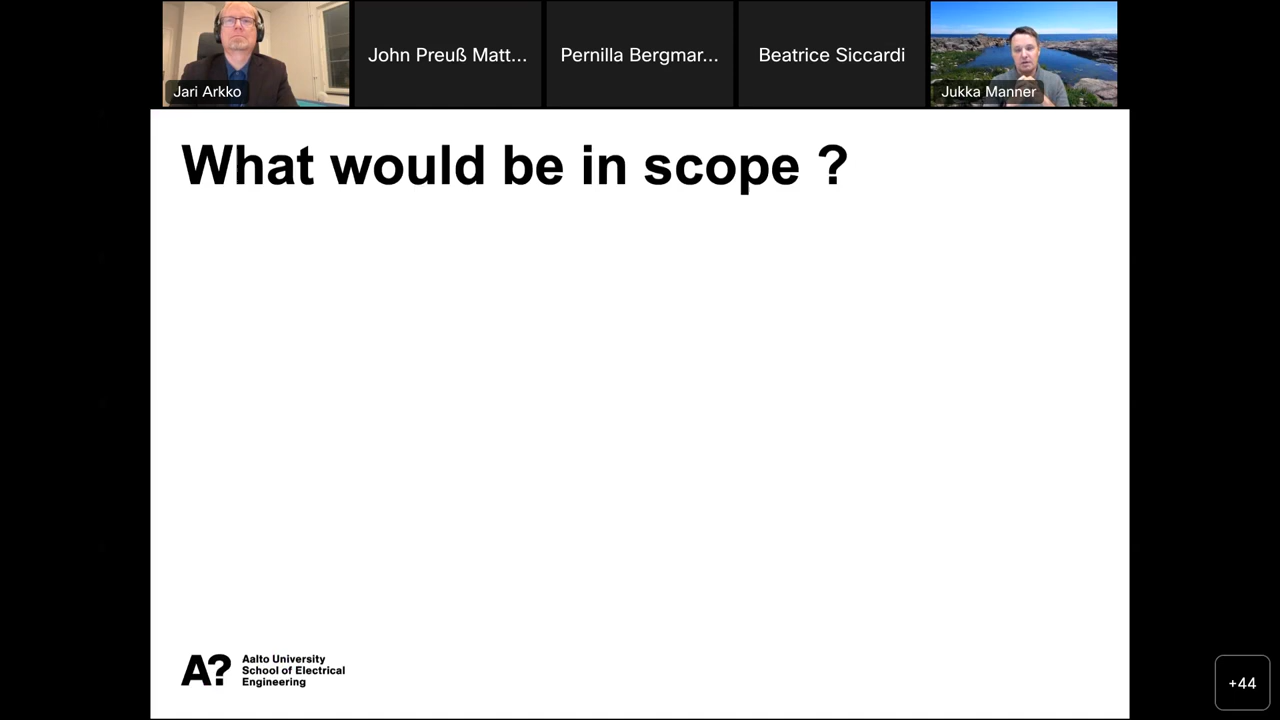 Jari Arkko
John Preuß Matt...
Pernilla Bergmar...
Beatrice Siccardi
Jukka Manner
What would be in scope ?
A?
Aalto University
School of Electrical
Engineering
+44